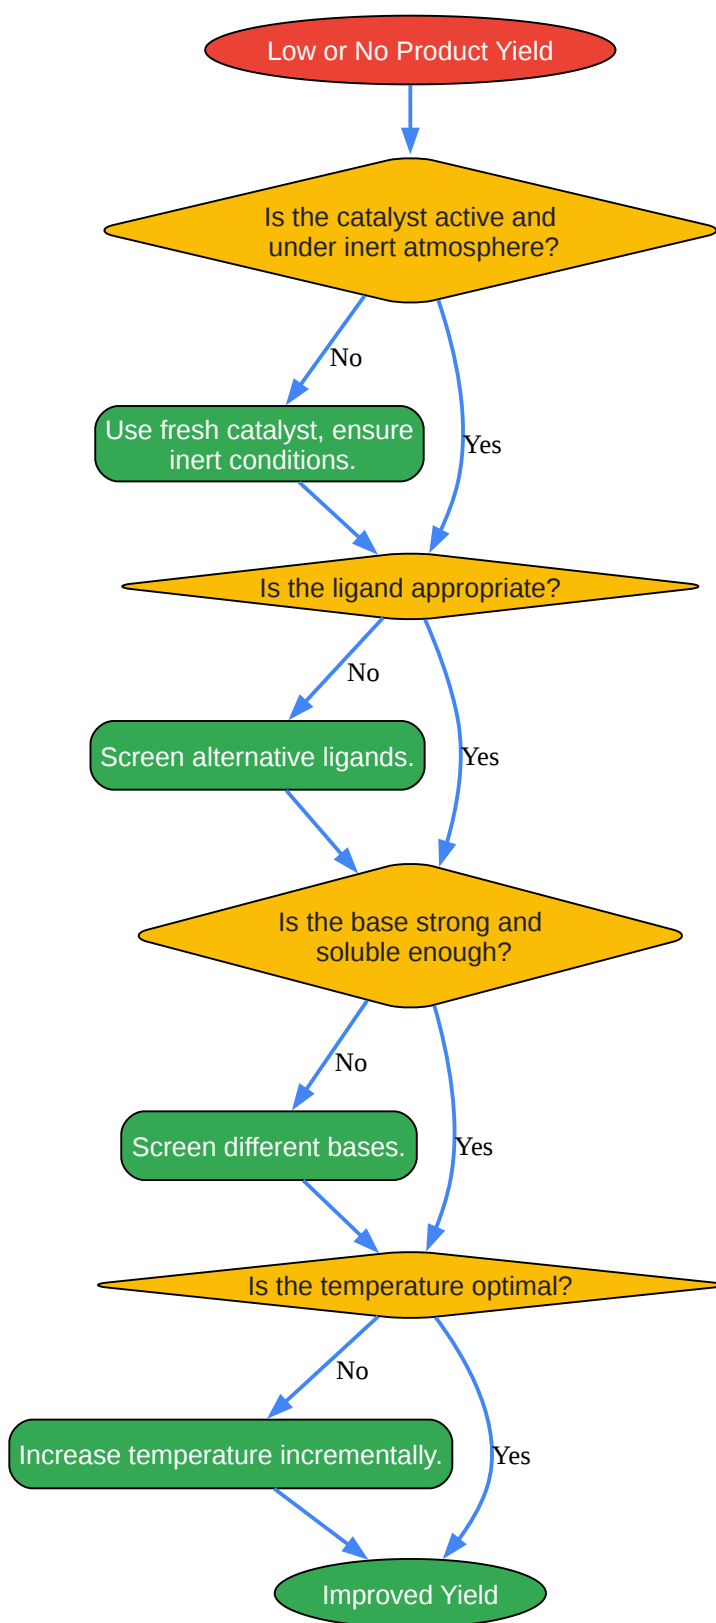 Low or No Product Yield
Is the catalyst active and
under inert atmosphere?
No
Use fresh catalyst, ensure
inert conditions.
Yes
Is the ligand appropriate?
No
Screen alternative ligands.
Yes
Is the base strong and
soluble enough?
No
Screen different bases.
Yes
Is the temperature optimal?
No
Increase temperature incrementally.
Yes
Improved Yield